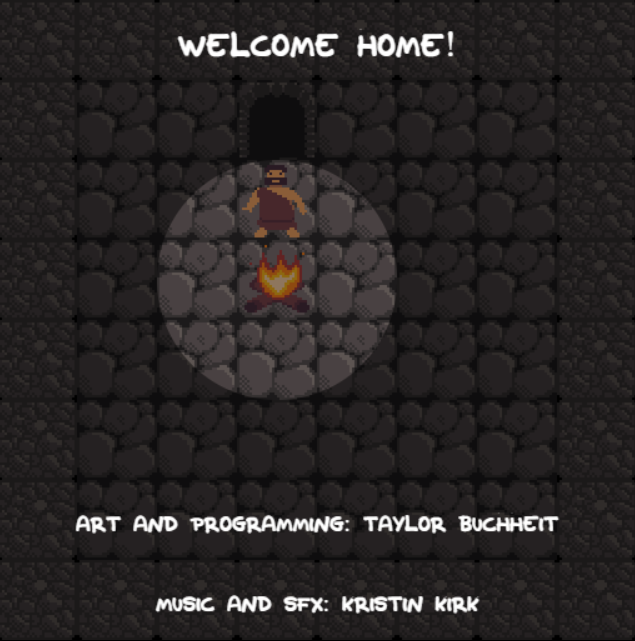 WELCOME HOME!
ART AND PROGRAMMING: TAYLOR BUCHHEIT
MUSIC AND SFX: KRISTIN KIRK